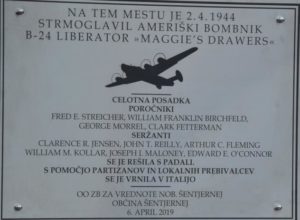 NA TEM MESTU JE 2.4.1944
STRMOGLAVIL AMERIŠKI BOMBNIK
B-24 LIBERATOR »MAGGIE'S DRAWERS«
CELOTNA POSADKA
POROČNIKI
FRED E. STREICHER, WILLIAM FRANKLIN BIRCHFELD,
GEORGE MORREL, CLARK FETTERMAN
SERŽANTI
CLARENCE R. JENSEN, JOHN T. REILLY, ARTHUR C. FLEMING
WILLIAM M. KOLLAR, JOSEPH I. MALONEY, EDWARD E. O'CONNOR
SE JE REŠILA S PADALI
S POMOČJO PARTIZANOV IN LOKALNIH PREBIVALCEV
SE JE VRNILA V ITALIJO
OO ZB ZA VREDNOTE NOB. ŠENTJERNEJ
OBČINA ŠENTJERNEJ
6. APRIL 2019